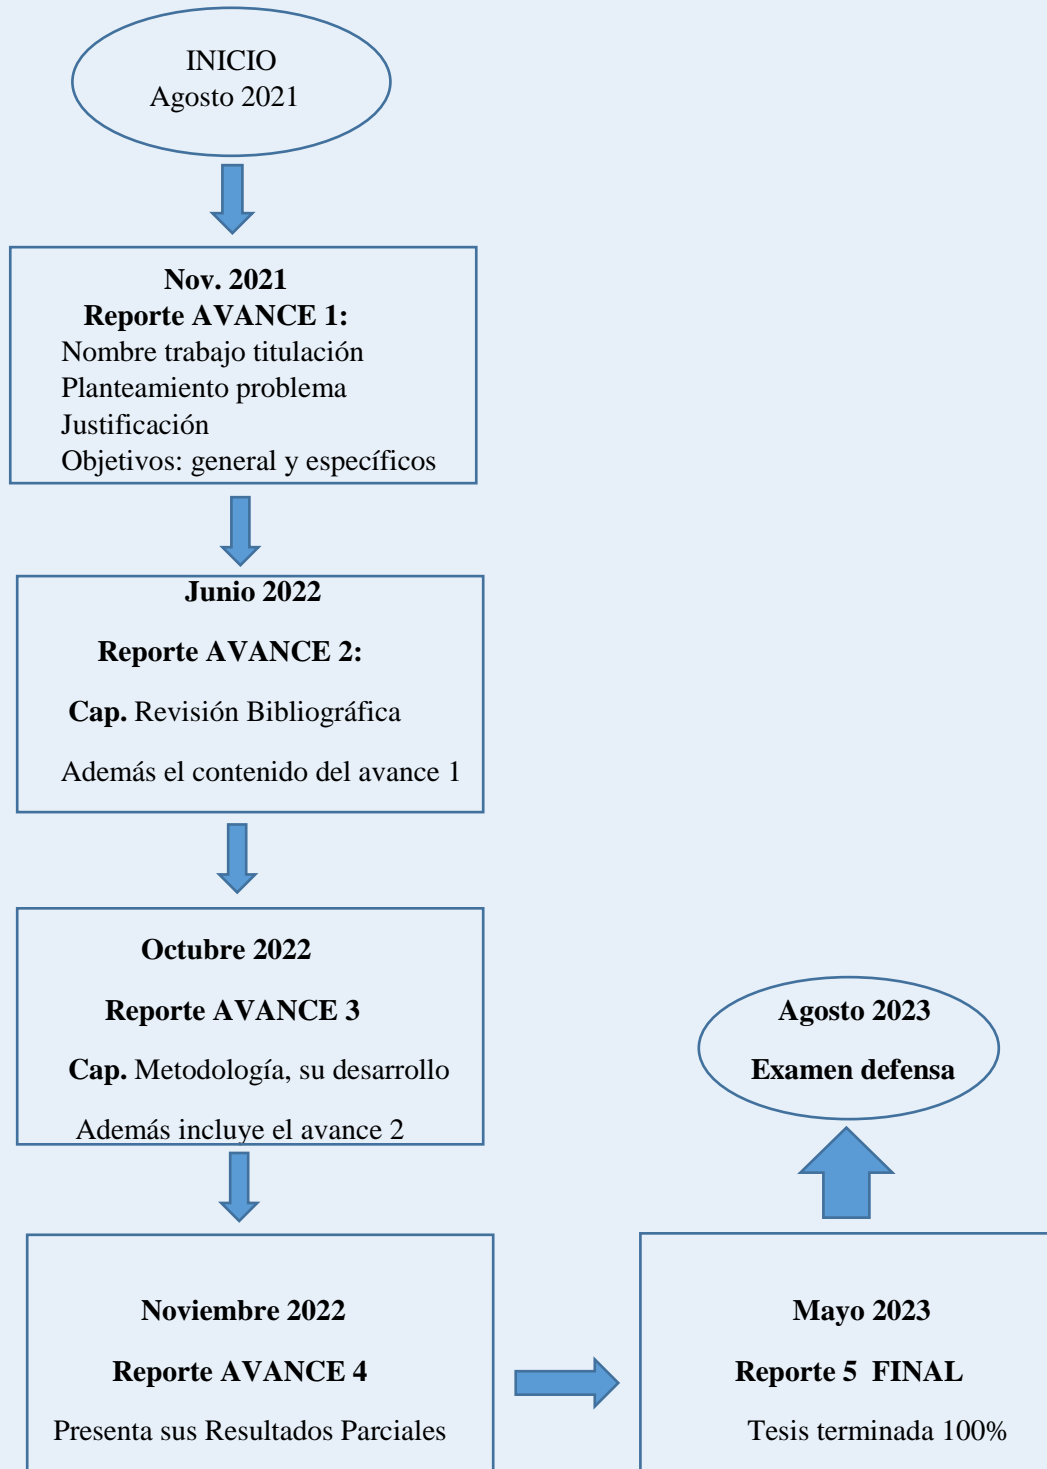 INICIO
Agosto 2021
Nov. 2021
Reporte AVANCE 1:
Nombre trabajo titulación
Planteamiento problema
Justificación
Objetivos: general y específicos
Junio 2022
Reporte AVANCE 2:
Cap. Revisión Bibliográfica
Además el contenido del avance 1
Octubre 2022
Reporte AVANCE 3
Cap. Metodología, su desarrollo
Además incluye el avance 2
Noviembre 2022
Reporte AVANCE 4
Presenta sus Resultados Parciales
Mayo 2023
Reporte 5 FINAL
Tesis terminada 100%
Agosto 2023
Examen defensa